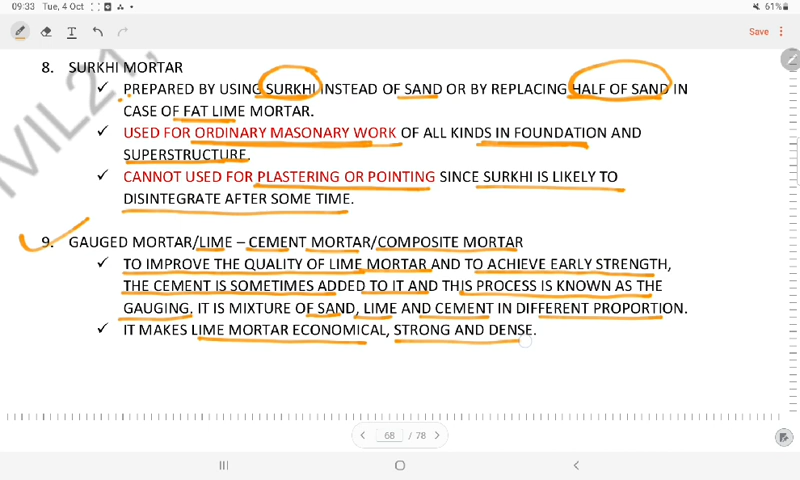 09:33 Tue, 4 Oct
61%
T
Save
8. SURKHI MORTAR
✓ PREPARED BY USING SURKHI INSTEAD OF SAND OR BY REPLACING HALF OF SAND IN
CASE OF FAT LIME MORTAR.
✓ USED FOR ORDINARY MASONARY WORK OF ALL KINDS IN FOUNDATION AND
SUPERSTRUCTURE.
✓ CANNOT USED FOR PLASTERING OR POINTING SINCE SURKHI IS LIKELY TO
DISINTEGRATE AFTER SOME TIME.
9. GAUGED MORTAR/LIME – CEMENT MORTAR/COMPOSITE MORTAR
✓ TO IMPROVE THE QUALITY OF LIME MORTAR AND TO ACHIEVE EARLY STRENGTH,
THE CEMENT IS SOMETIMES ADDED TO IT AND THIS PROCESS IS KNOWN AS THE
GAUGING. IT IS MIXTURE OF SAND, LIME AND CEMENT IN DIFFERENT PROPORTION.
✓ IT MAKES LIME MORTAR ECONOMICAL, STRONG AND DENSE.
VIL21,
68 / 78